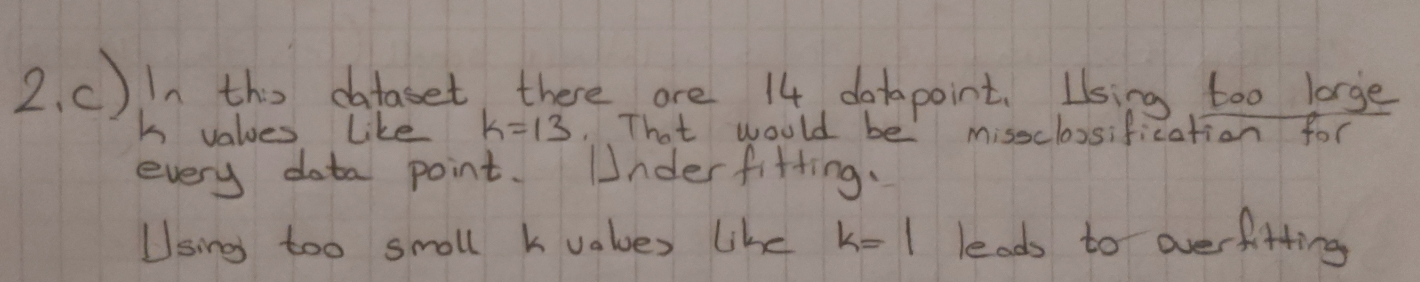 2.c) In this dataset there are 14 datapoint. Using too large
k values like k=13. That would be missclassification for
every data point. Underfitting.
Using too small k values like k=1 leads to overfitting